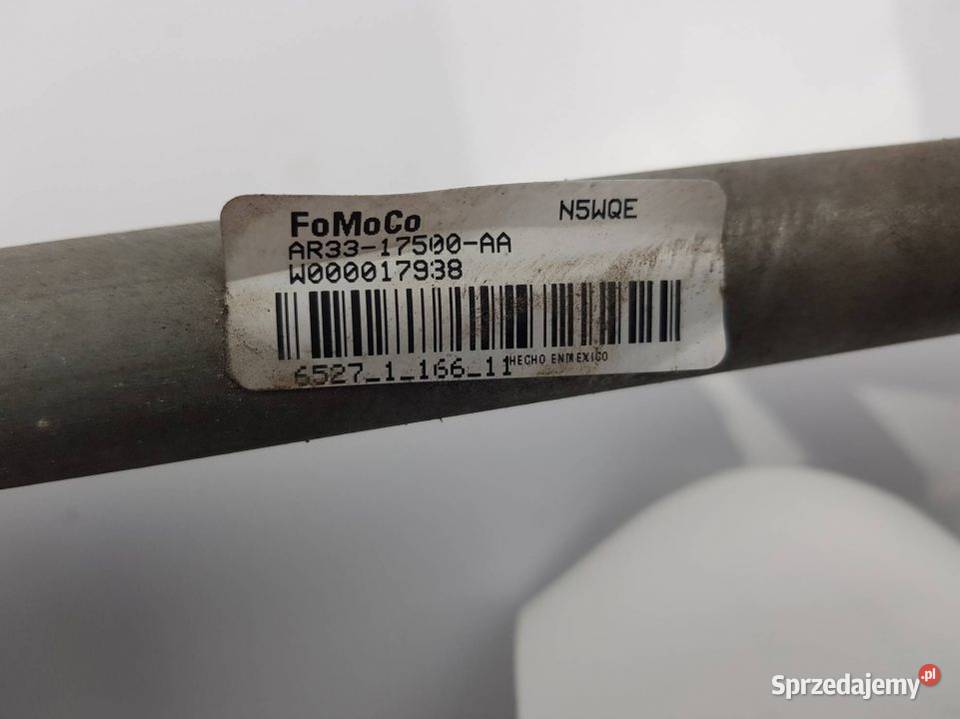 FoMoCo N5WQE
AR33-17500-AA
W000017938
6527_1_166_11 HECHO EN MEXICO
Sprzedajemy.pl